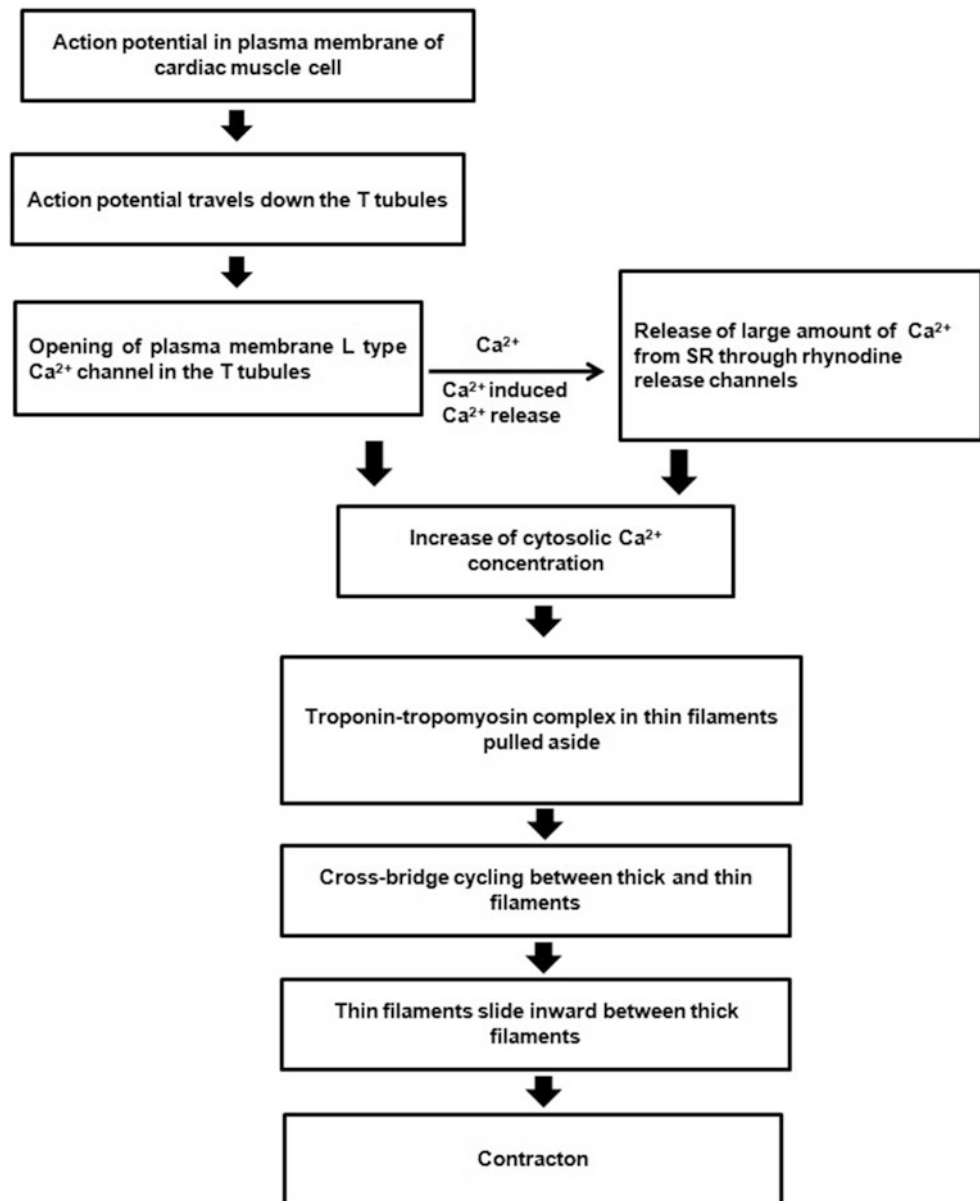 Action potential in plasma membrane of
cardiac muscle cell
Action potential travels down the T tubules
Opening of plasma membrane L type
Ca²⁺ channel in the T tubules
Ca²⁺
Ca²⁺ induced
Ca²⁺ release
Release of large amount of Ca²⁺
from SR through rhynodine
release channels
Increase of cytosolic Ca²⁺
concentration
Troponin-tropomyosin complex in thin filaments
pulled aside
Cross-bridge cycling between thick and thin
filaments
Thin filaments slide inward between thick
filaments
Contracton